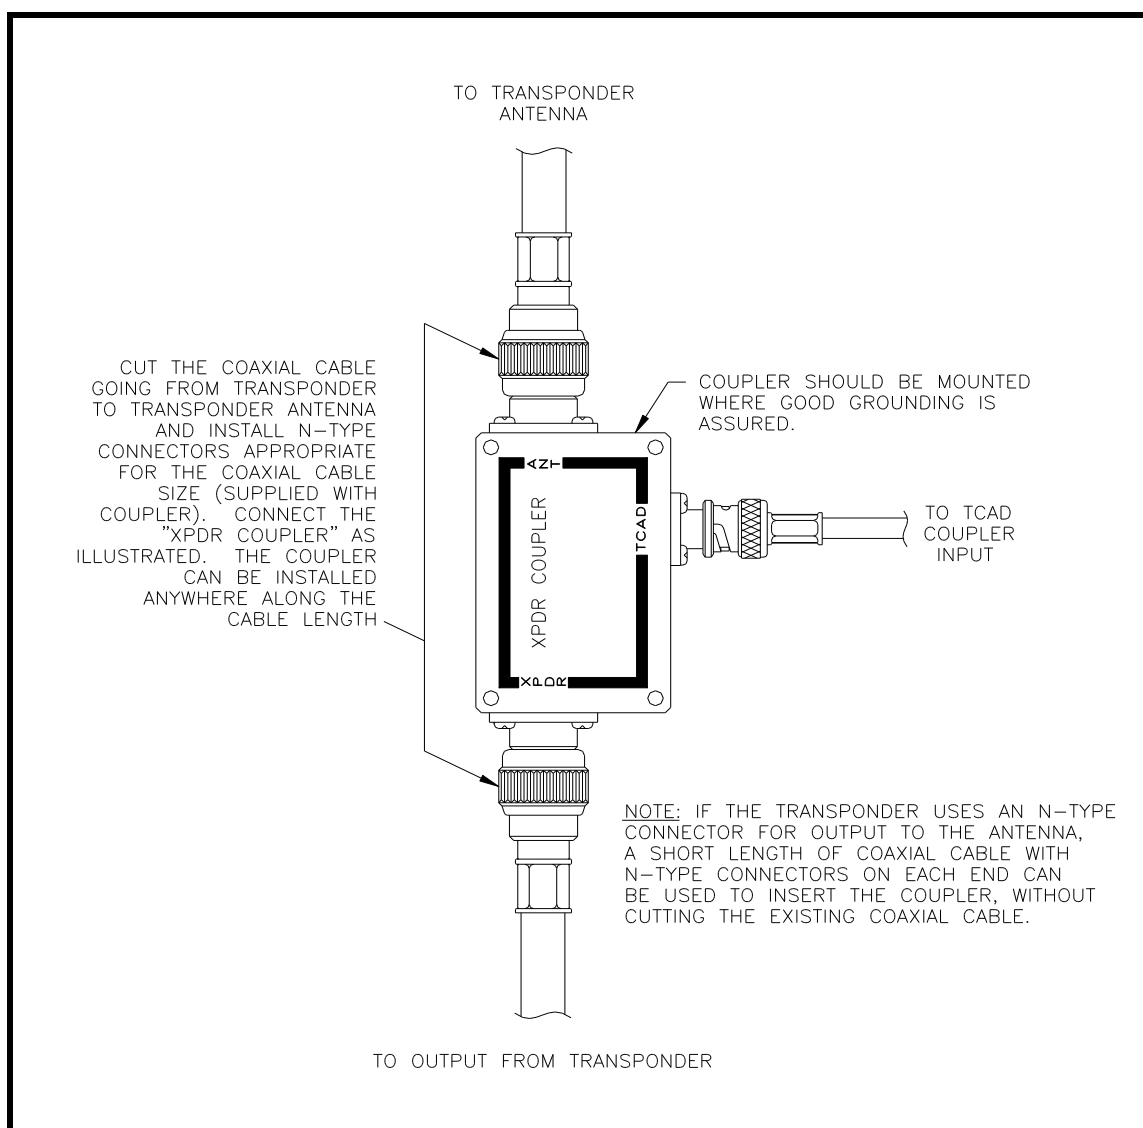 TO TRANSPONDER
ANTENNA
CUT THE COAXIAL CABLE
GOING FROM TRANSPONDER
TO TRANSPONDER ANTENNA
AND INSTALL N-TYPE
CONNECTORS APPROPRIATE
FOR THE COAXIAL CABLE
SIZE (SUPPLIED WITH
COUPLER). CONNECT THE
"XPDR COUPLER" AS
ILLUSTRATED. THE COUPLER
CAN BE INSTALLED
ANYWHERE ALONG THE
CABLE LENGTH
COUPLER SHOULD BE MOUNTED
WHERE GOOD GROUNDING IS
ASSURED.
ANT
XPDR COUPLER
TCAD
XPDR
TO TCAD
COUPLER
INPUT
NOTE: IF THE TRANSPONDER USES AN N-TYPE
CONNECTOR FOR OUTPUT TO THE ANTENNA,
A SHORT LENGTH OF COAXIAL CABLE WITH
N-TYPE CONNECTORS ON EACH END CAN
BE USED TO INSERT THE COUPLER, WITHOUT
CUTTING THE EXISTING COAXIAL CABLE.
TO OUTPUT FROM TRANSPONDER